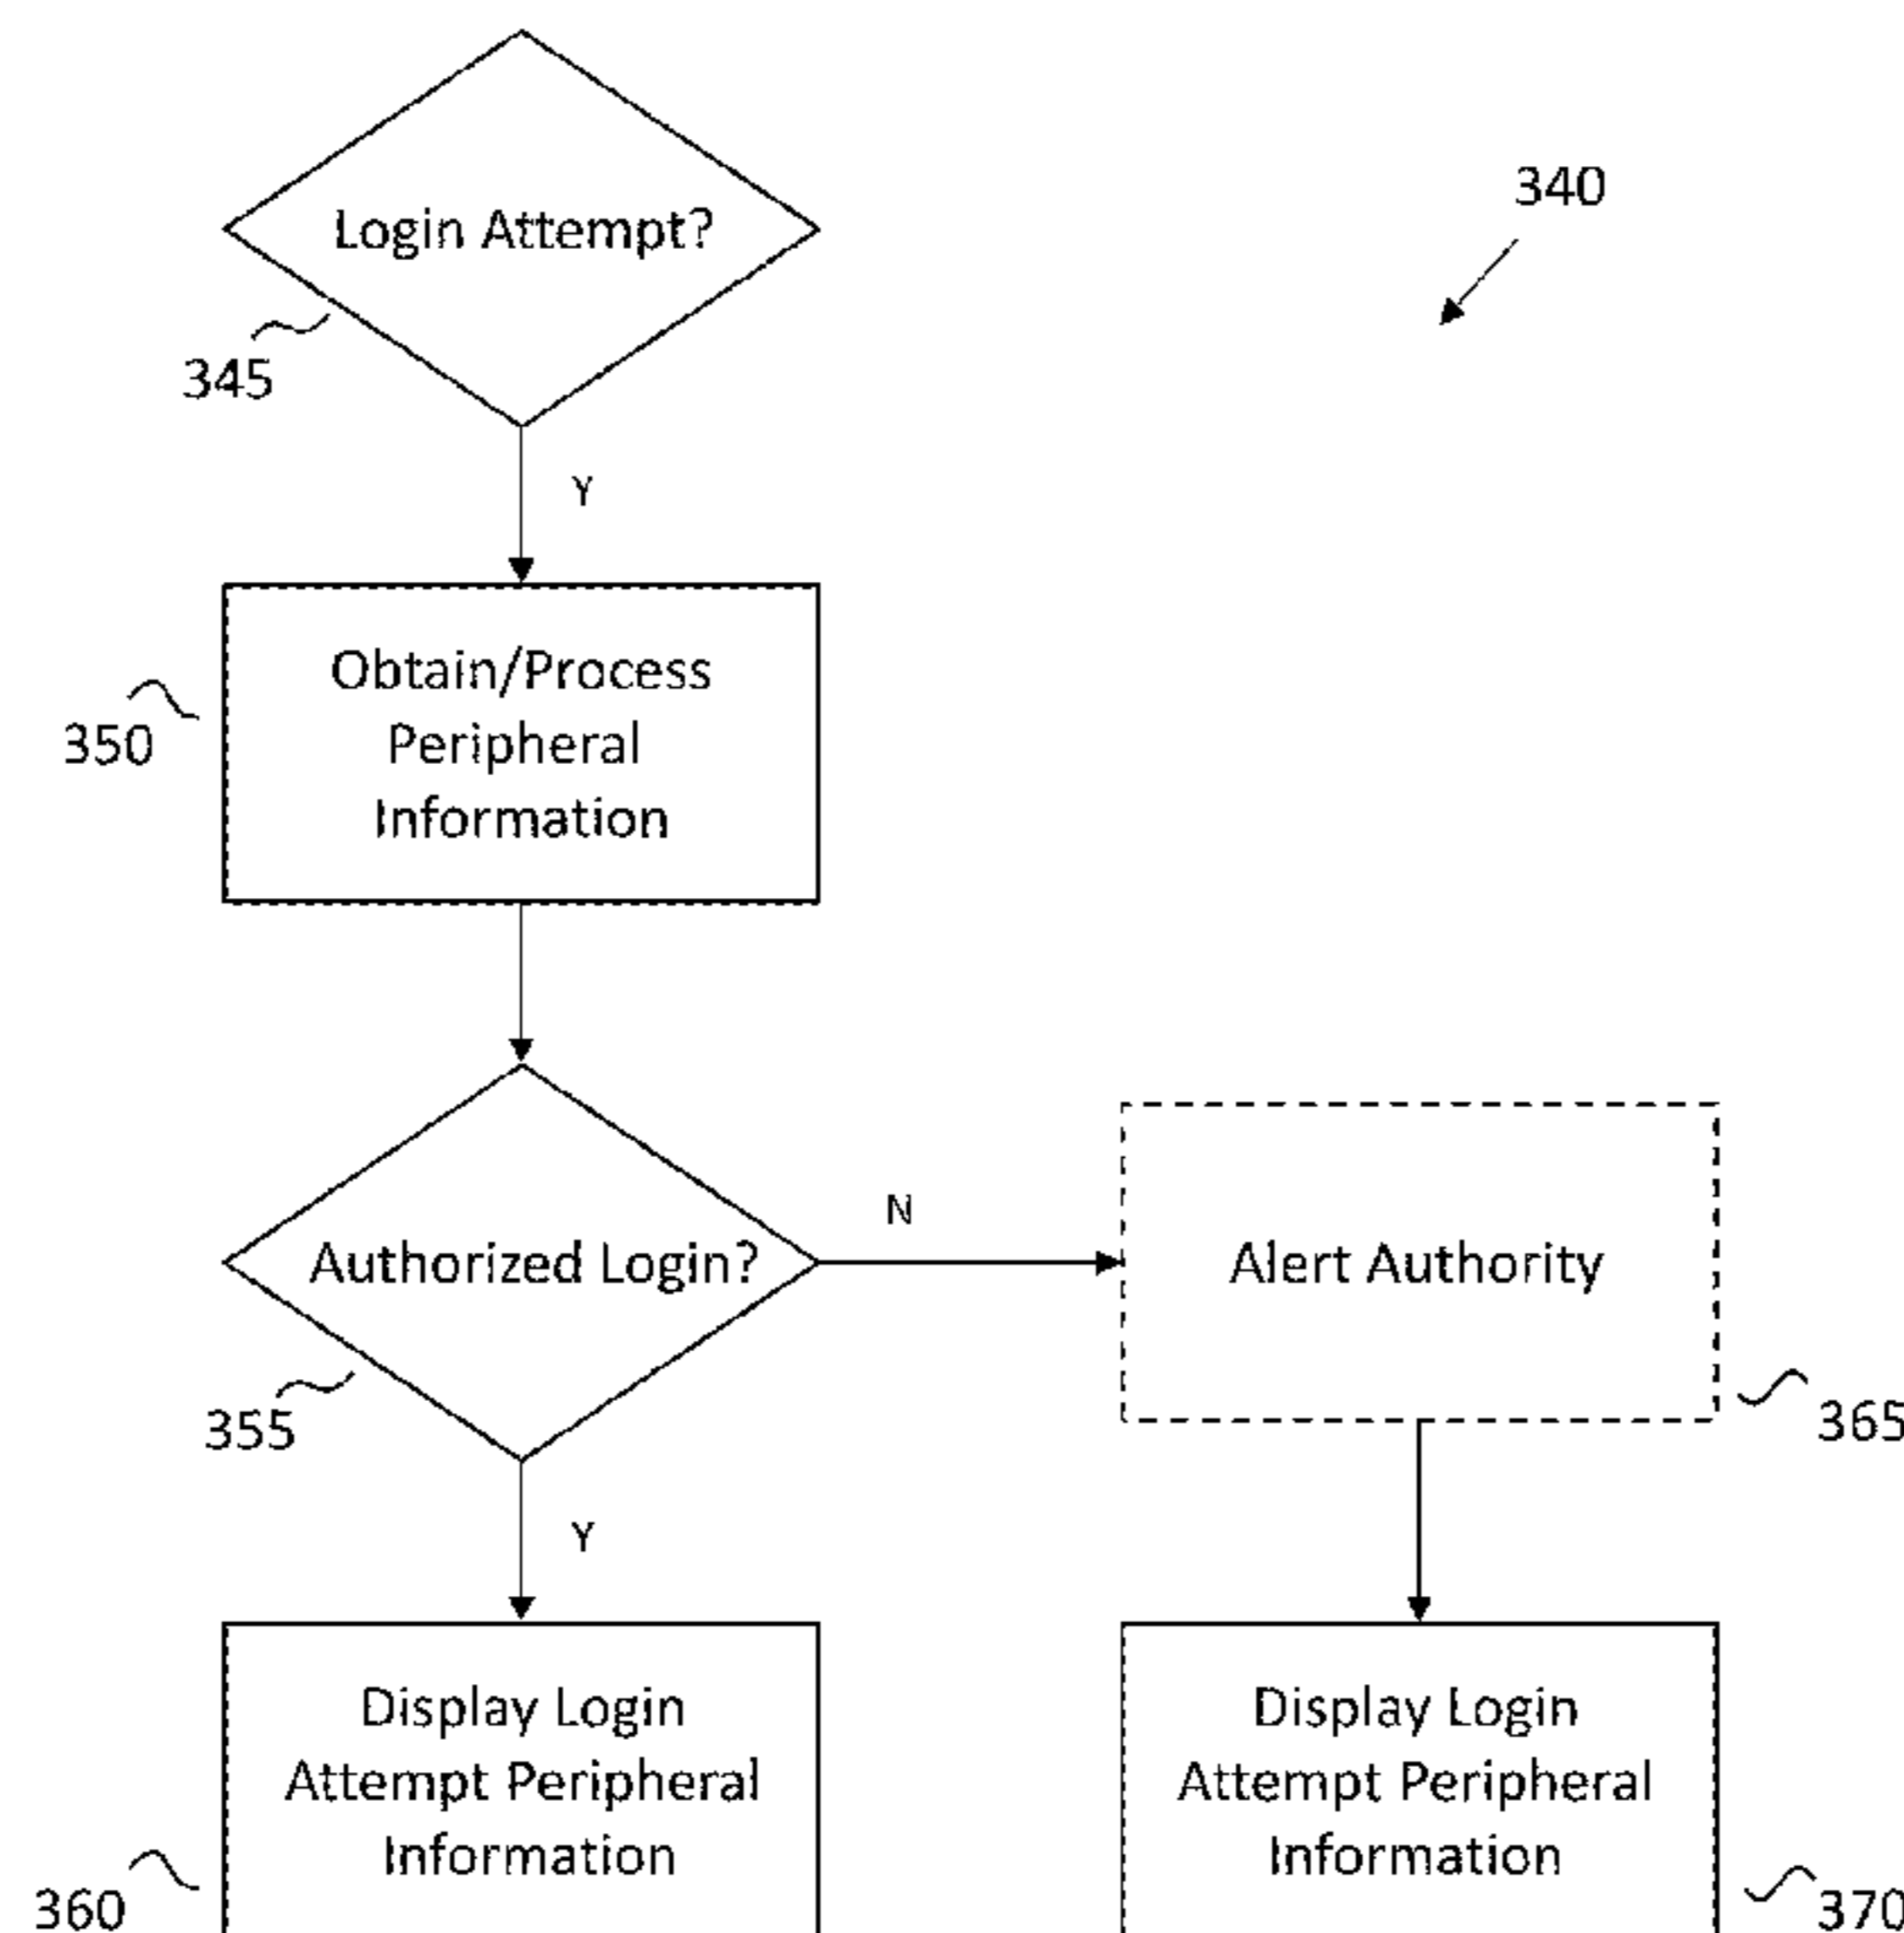 Login Attempt?
340
345
Y
Obtain/Process
Peripheral
Information
350
Authorized Login?
N
Alert Authority
355
365
Y
Display Login
Attempt Peripheral
Information
360
Display Login
Attempt Peripheral
Information
370